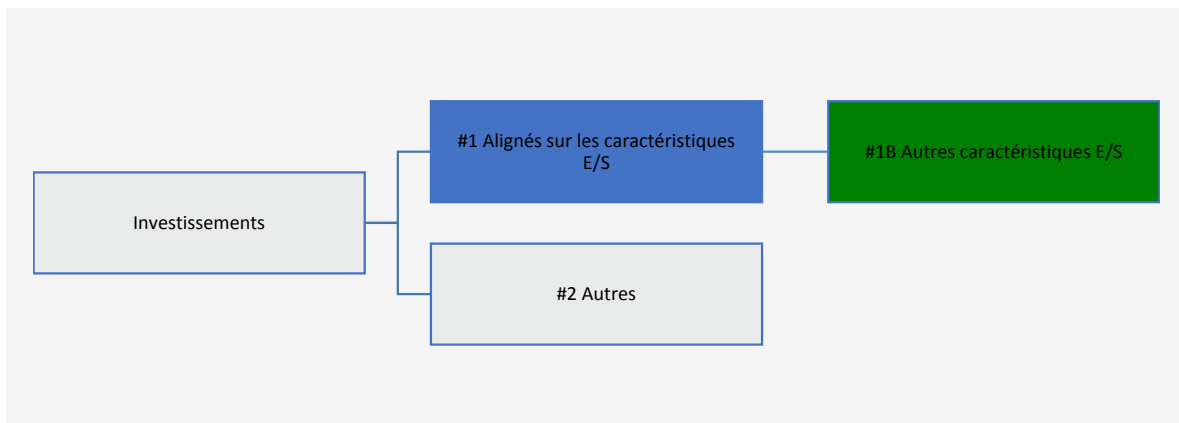 #1 Alignés sur les caractéristiques
E/S
#1B Autres caractéristiques E/S
Investissements
#2 Autres